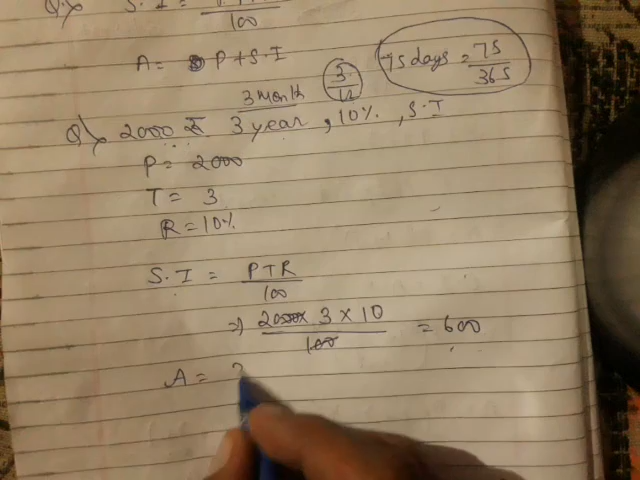 Q> S.I =
100
A = P+S.I
75 days = 75/365
3 Month 3/12
Q> 2000 ₹ 3 year, 10%, S.I
P = 2000
T = 3
R = 10%
S.I = PTR/100
=> 2000 x 3 x 10/100 = 600
A =